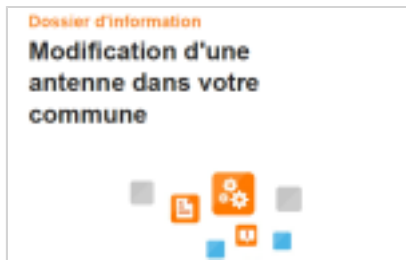 Dossier d'information
Modification d'une
antenne dans votre
commune